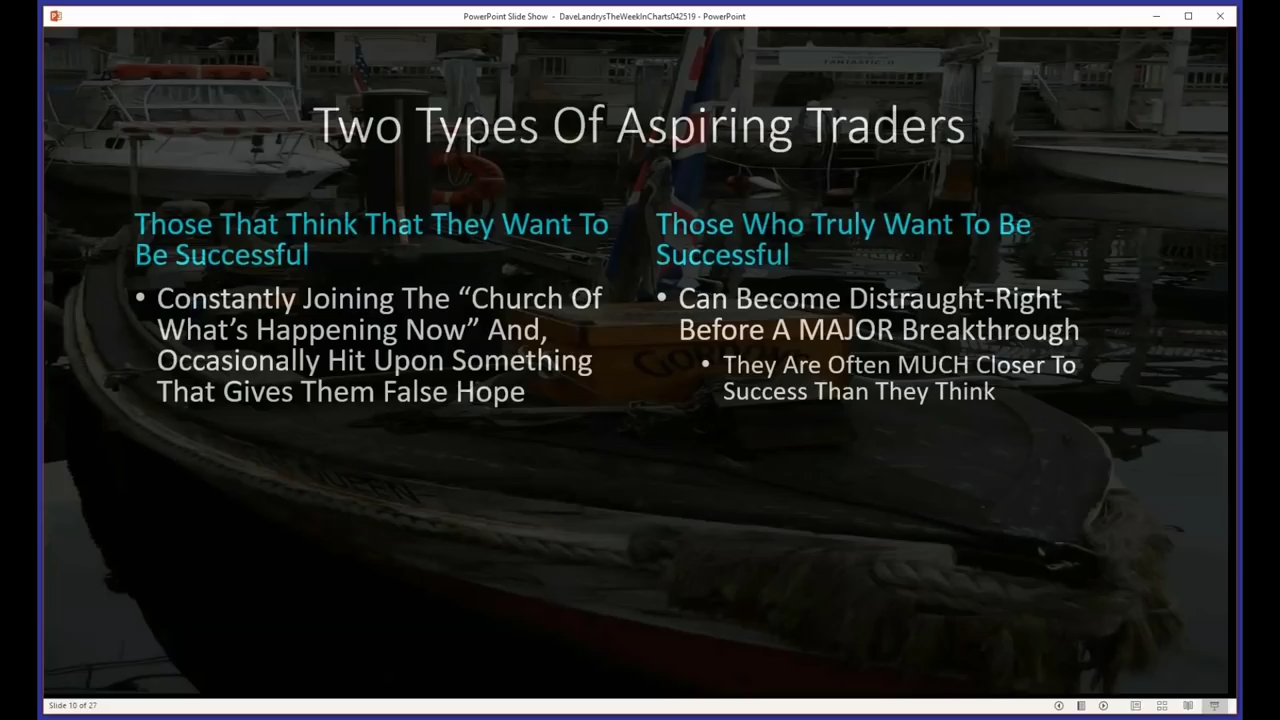 PowerPoint Slide Show - DaveLandrysTheWeekInCharts042519 - PowerPoint
Two Types Of Aspiring Traders
Those That Think That They Want To
Be Successful
• Constantly Joining The “Church Of
What’s Happening Now” And,
Occasionally Hit Upon Something
That Gives Them False Hope
Those Who Truly Want To Be
Successful
• Can Become Distraught-Right
Before A MAJOR Breakthrough
• They Are Often MUCH Closer To
Success Than They Think
Slide 10 of 27